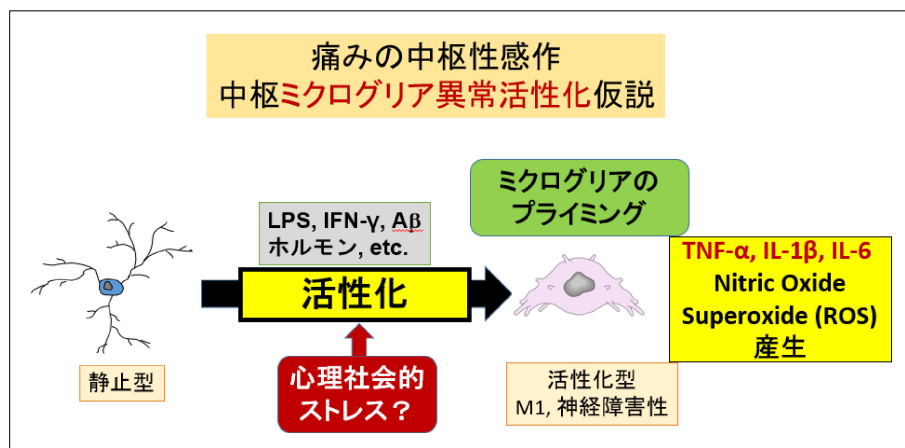 痛みの中枢性感作
中枢ミクログリア異常活性化仮説
ミクログリアの
プライミング
LPS, IFN-γ, Aβ
ホルモン, etc.
活性化
TNF-α, IL-1β, IL-6
Nitric Oxide
Superoxide (ROS)
産生
静止型
心理社会的
ストレス？
活性化型
M1, 神経障害性